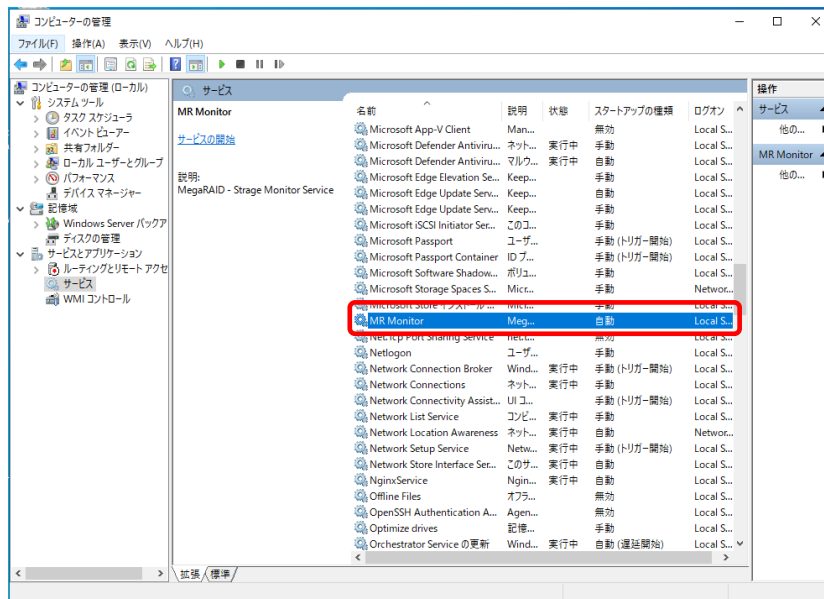 コンピューターの管理
ファイル(F) 操作(A) 表示(V) ヘルプ(H)
コンピューターの管理 (ローカル)
システム ツール
タスク スケジューラ
イベント ビューアー
共有フォルダー
ローカル ユーザーとグループ
パフォーマンス
デバイス マネージャー
記憶域
Windows Server バックア
ディスクの管理
サービスとアプリケーション
ルーティングとリモート アクセ
サービス
WMI コントロール
サービス
MR Monitor
サービスの開始
説明:
MegaRAID - Strage Monitor Service
名前 説明 状態 スタートアップの種類 ログオン
Microsoft App-V Client Man... 無効 Local S...
Microsoft Defender Antiviru... ネット... 実行中 手動 Local S...
Microsoft Defender Antiviru... マルウ... 実行中 自動 Local S...
Microsoft Edge Elevation Se... Keep... 手動 Local S...
Microsoft Edge Update Serv... Keep... 自動 Local S...
Microsoft Edge Update Serv... Keep... 手動 Local S...
Microsoft iSCSI Initiator Ser... このコ... 手動 Local S...
Microsoft Passport ユーザ... 手動 (トリガー開始) Local S...
Microsoft Passport Container ID プ... 手動 (トリガー開始) Local S...
Microsoft Software Shadow... ボリュ... 手動 Local S...
Microsoft Storage Spaces S... Micr... 手動 Networ...
Microsoft Store インストール ... Micr... 手動 Local S...
MR Monitor Meg... 自動 Local S...
Net.Tcp Port Sharing Service net.t... 無効 Local S...
Netlogon ユーザ... 手動 Local S...
Network Connection Broker Wind... 実行中 手動 (トリガー開始) Local S...
Network Connections ネット... 実行中 手動 Local S...
Network Connectivity Assist... UI コ... 手動 (トリガー開始) Local S...
Network List Service コンピ... 実行中 手動 Local S...
Network Location Awareness ネット... 実行中 自動 Networ...
Network Setup Service Netw... 実行中 手動 (トリガー開始) Local S...
Network Store Interface Ser... このサ... 実行中 自動 Local S...
NginxService Ngin... 実行中 自動 Local S...
Offline Files オフラ... 無効 Local S...
OpenSSH Authentication A... Agen... 無効 Local S...
Optimize drives 記憶... 手動 Local S...
Orchestrator Service の更新 Wind... 実行中 自動 (遅延開始) Local S...
拡張 標準
操作
サービス
他の...
MR Monitor
他の...